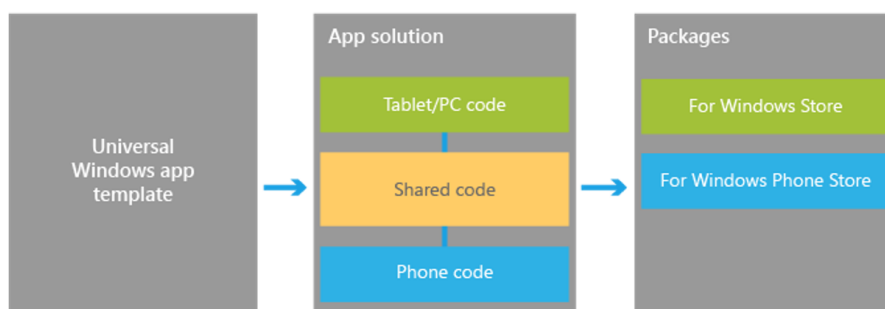 Universal
Windows app
template
App solution
Tablet/PC code
Shared code
Phone code
Packages
For Windows Store
For Windows Phone Store